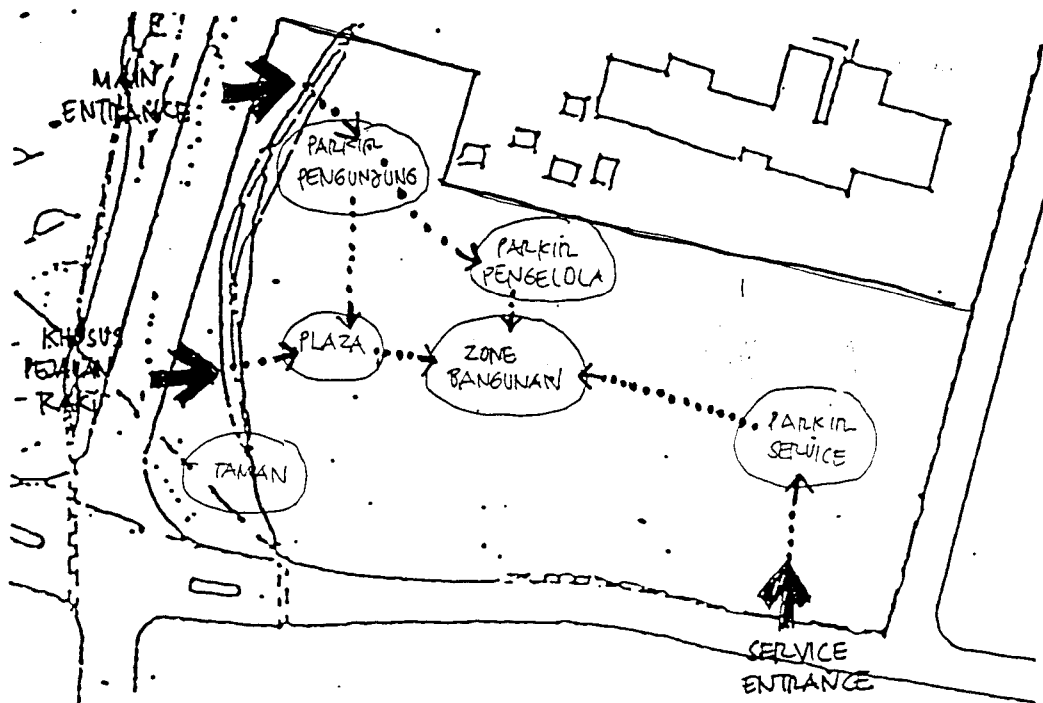 MAIN
ENTRANCE
PARKIR
PENGUNJUNG
PARKIR
PENGELOLA
KHUSUS
PEJALAN
KAKI
PLAZA
ZONE
BANGUNAN
PARKIR
SERVICE
TAMAN
SERVICE
ENTRANCE